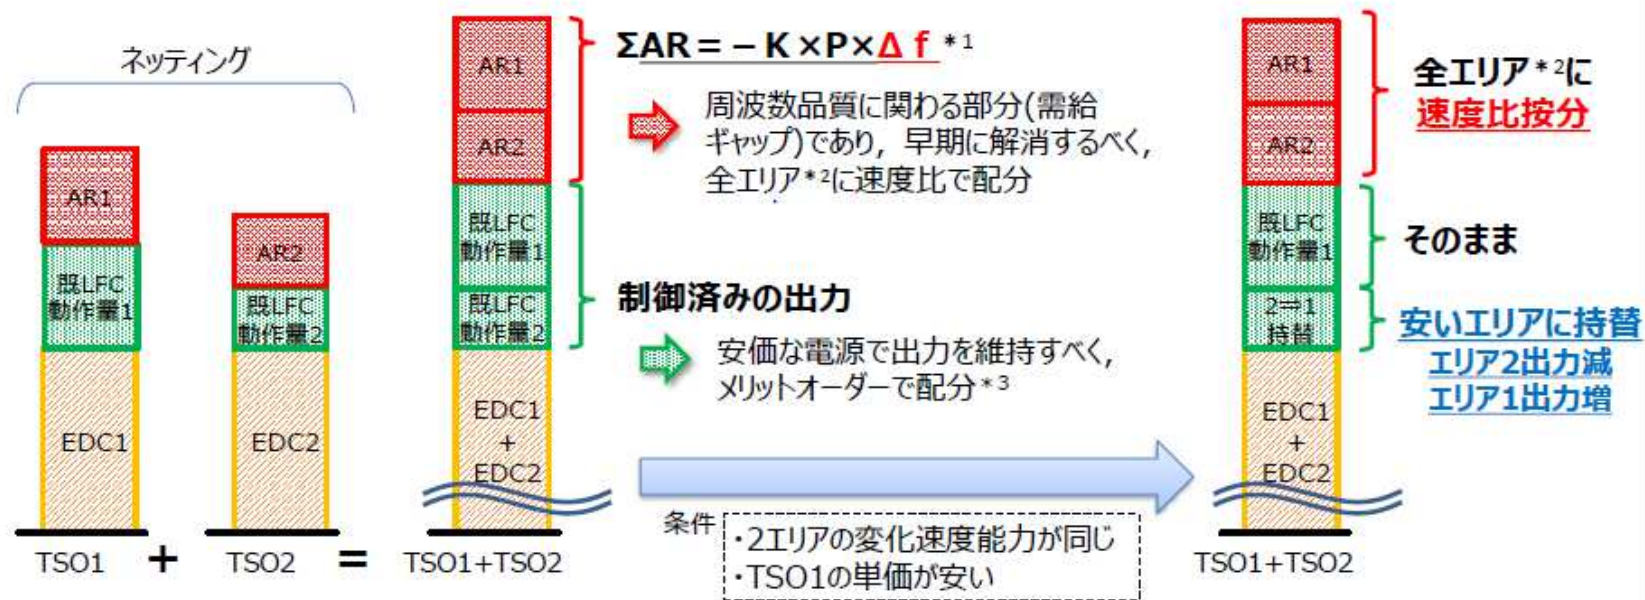 ネッティング
AR1
既LFC
動作量1
EDC1
TSO1
+
AR2
既LFC
動作量2
EDC2
TSO2
=
AR1
AR2
既LFC
動作量1
既LFC
動作量2
EDC1
+
EDC2
TSO1+TSO2
ΣAR=-K×P×Δf *1
周波数品質に関わる部分(需給
ギャップ)であり，早期に解消するべく，
全エリア*2に速度比で配分
制御済みの出力
安価な電源で出力を維持すべく，
メリットオーダーで配分*3
条件
・2エリアの変化速度能力が同じ
・TSO1の単価が安い
AR1
AR2
既LFC
動作量1
2⇒1
持替
EDC1
+
EDC2
TSO1+TSO2
全エリア*2に
速度比按分
そのまま
安いエリアに持替
エリア2出力減
エリア1出力増